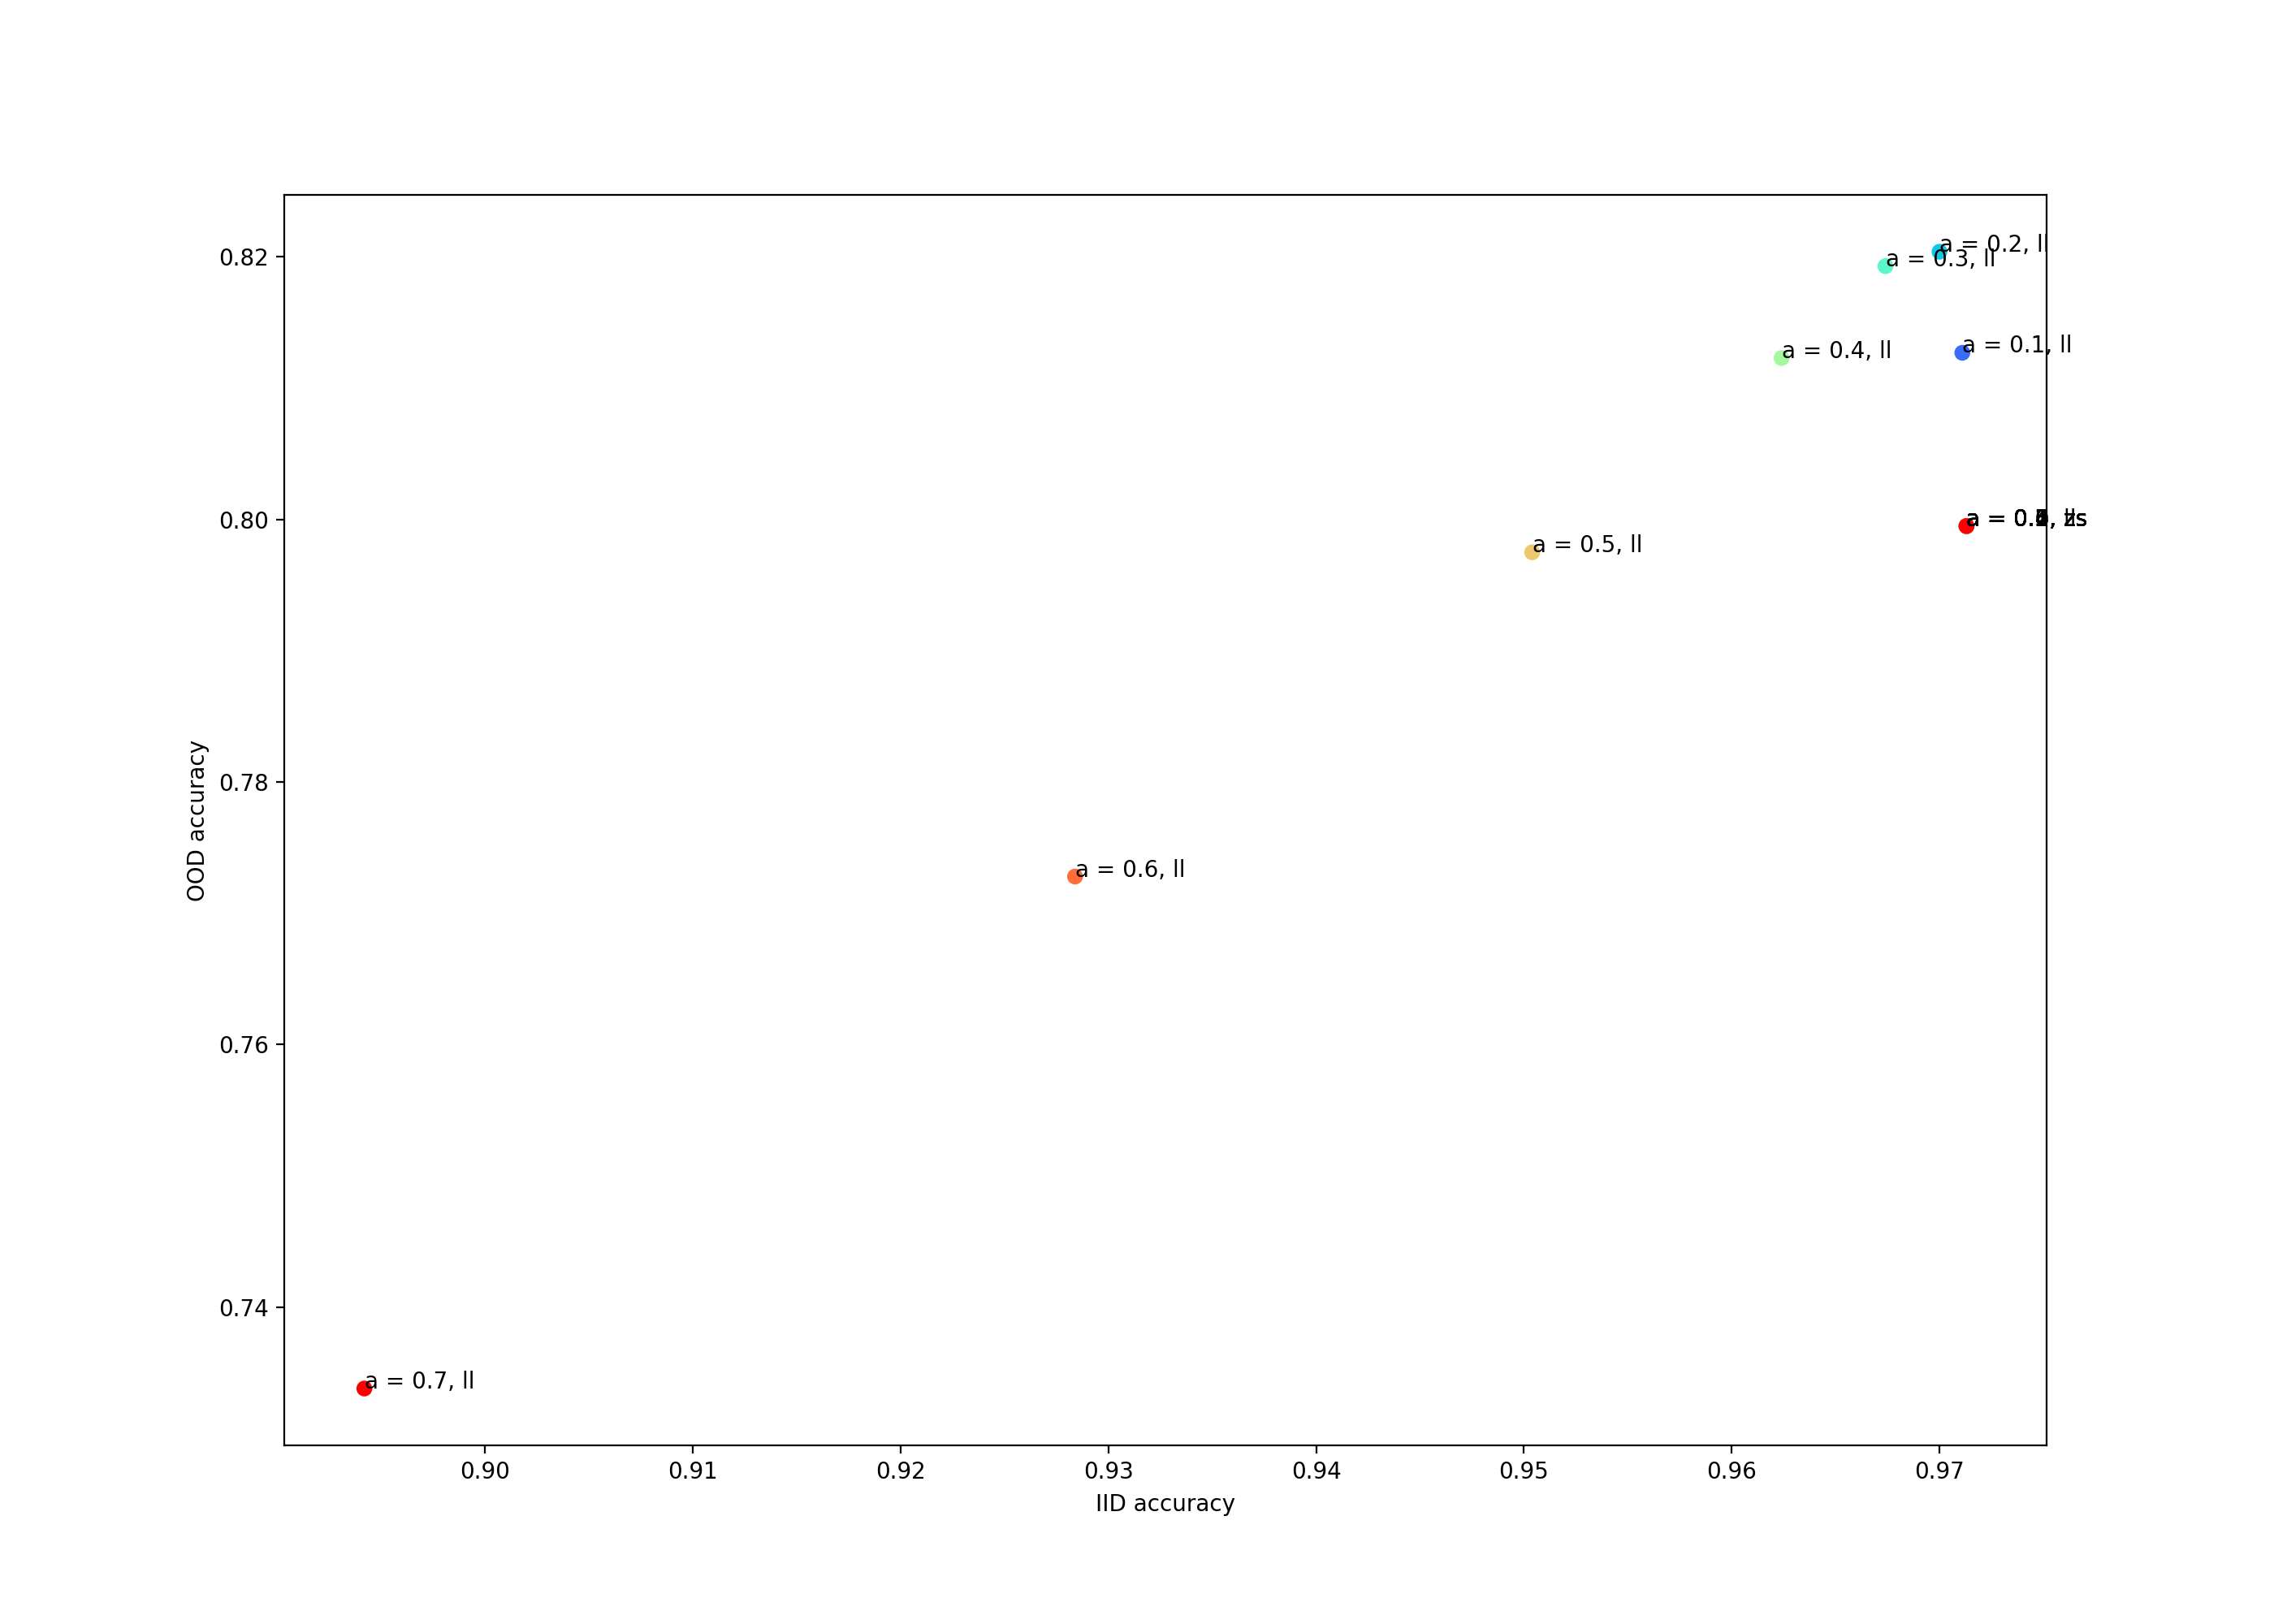 0.82
0.80
0.78
0.76
0.74
OOD accuracy
a = 0.2, ll
a = 0.3, ll
a = 0.1, ll
a = 0.4, ll
a = 0.5, ll
a = 0.6, ll
a = 0.7, ll
0.90 0.91 0.92 0.93 0.94 0.95 0.96 0.97
IID accuracy